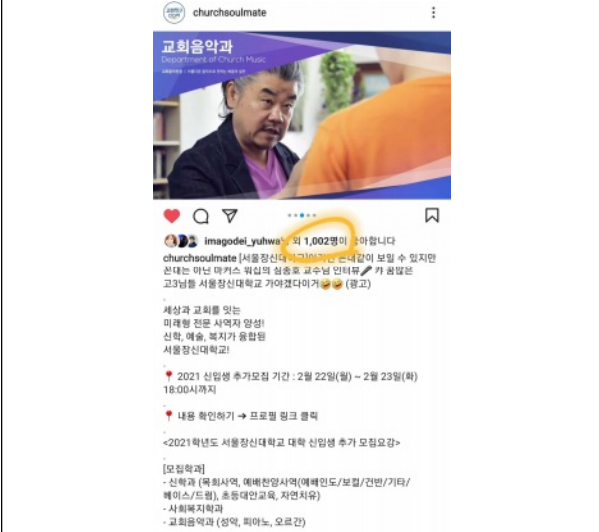 churchsoulmate
교회음악과
Department of Church Music
imagodei_yuhwa님 외 1,002명이 좋아합니다
churchsoulmate [서울장신대 보일 수 있지만
꼰대는 아닌 마커스 워십의 심종호 교수님 인터뷰🎤 캬 꿈많은
고3님들 서울장신대학교 가야겠다이거🤣🤣 (광고)
.
세상과 교회를 잇는
미래형 전문 사역자 양성!
신학, 예술, 복지가 융합된
서울장신대학교!
.
📍 2021 신입생 추가모집 기간 : 2월 22일(월) ~ 2월 23일(화)
18:00시까지
.
📍 내용 확인하기 → 프로필 링크 클릭
.
<2021학년도 서울장신대학교 대학 신입생 추가 모집요강>
.
[모집학과]
- 신학과 (목회사역, 예배찬양사역(예배인도/보컬/건반/기타/
베이스/드럼), 초등대안교육, 자연치유)
- 사회복지학과
- 교회음악과 (성악, 피아노, 오르간)